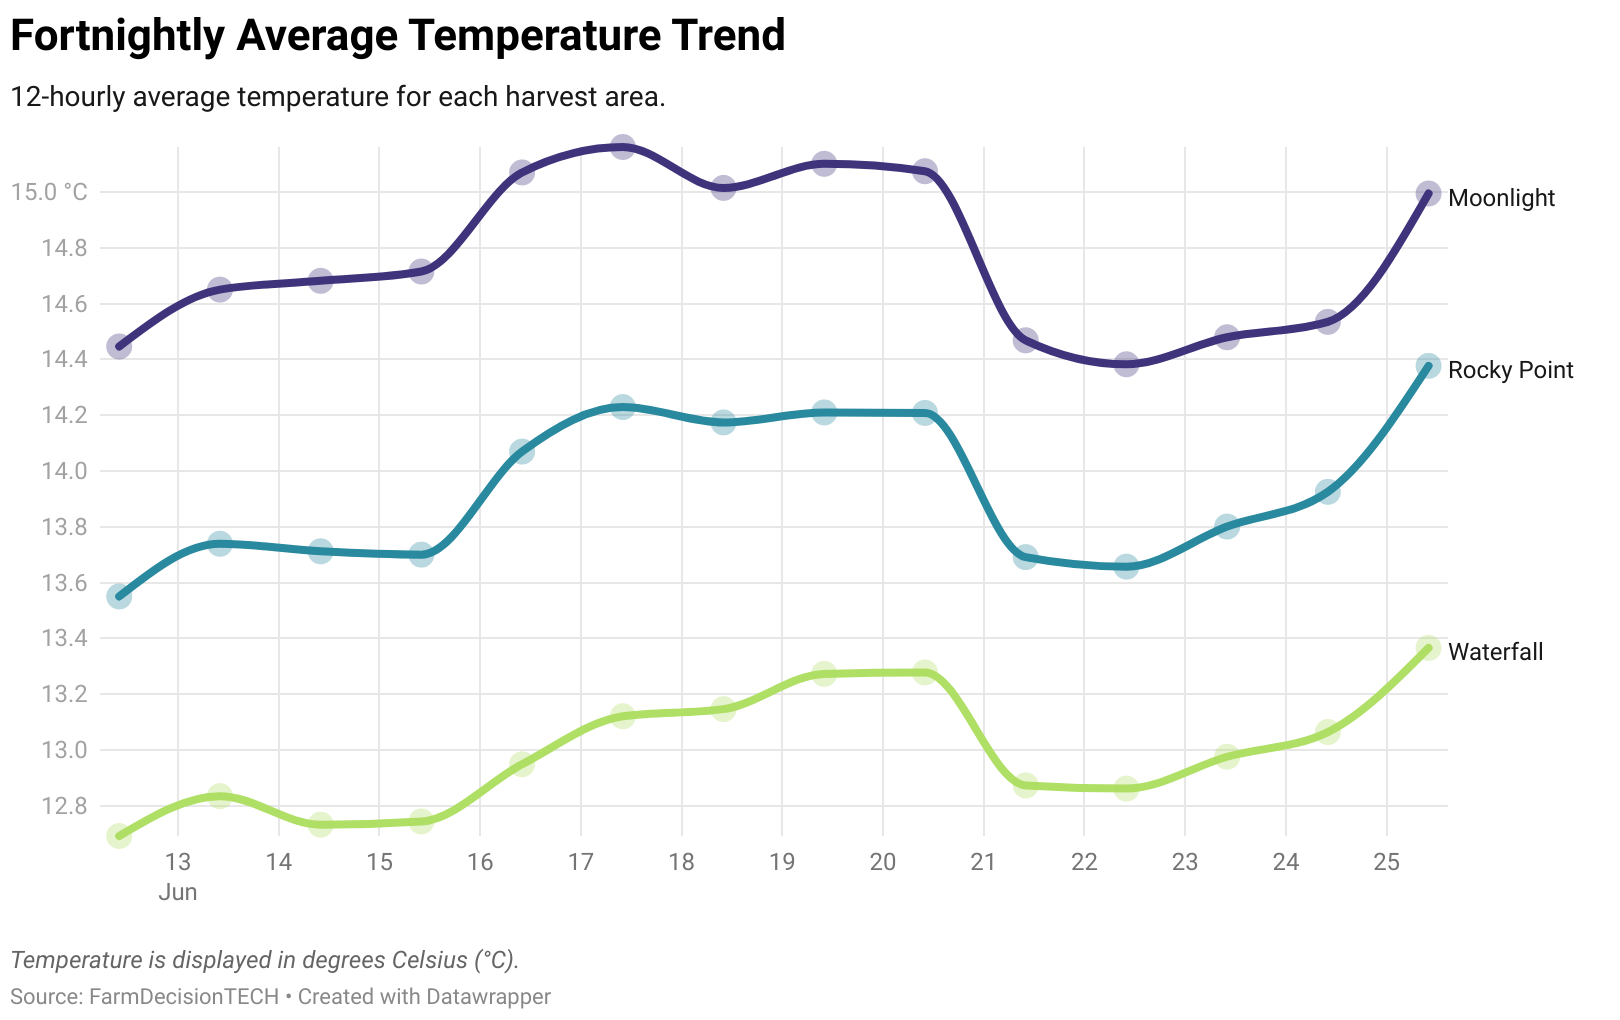 Fortnightly Average Temperature Trend
12-hourly average temperature for each harvest area.
15.0 °C
14.8
14.6
14.4
14.2
14.0
13.8
13.6
13.4
13.2
13.0
12.8
Moonlight
Rocky Point
Waterfall
13 14 15 16 17 18 19 20 21 22 23 24 25
Jun
Temperature is displayed in degrees Celsius (°C).
Source: FarmDecisionTECH • Created with Datawrapper